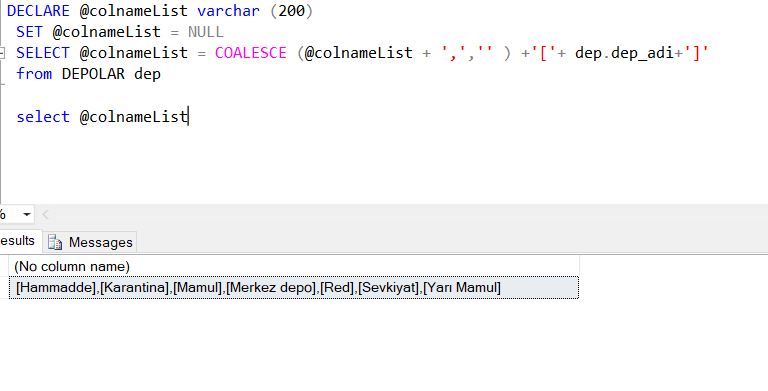 DECLARE @colnameList varchar (200)
SET @colnameList = NULL
SELECT @colnameList = COALESCE (@colnameList + ',','' ) +'['+ dep.dep_adi+']'
from DEPOLAR dep
select @colnameList
%
esults Messages
(No column name)
[Hammadde],[Karantina],[Mamul],[Merkez depo],[Red],[Sevkiyat],[Yarı Mamul]